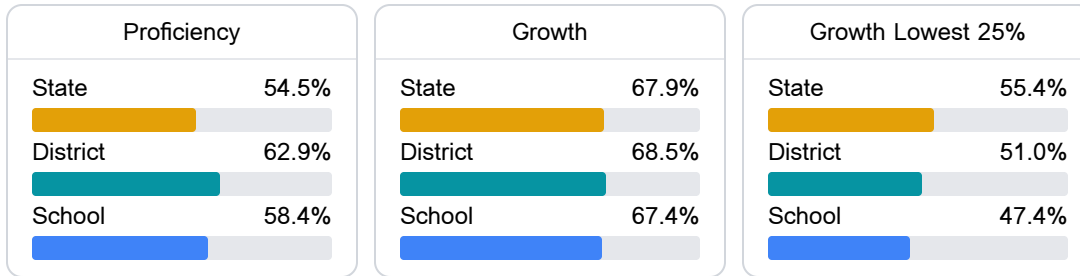 Proficiency
State 54.5%
District 62.9%
School 58.4%
Growth
State 67.9%
District 68.5%
School 67.4%
Growth Lowest 25%
State 55.4%
District 51.0%
School 47.4%